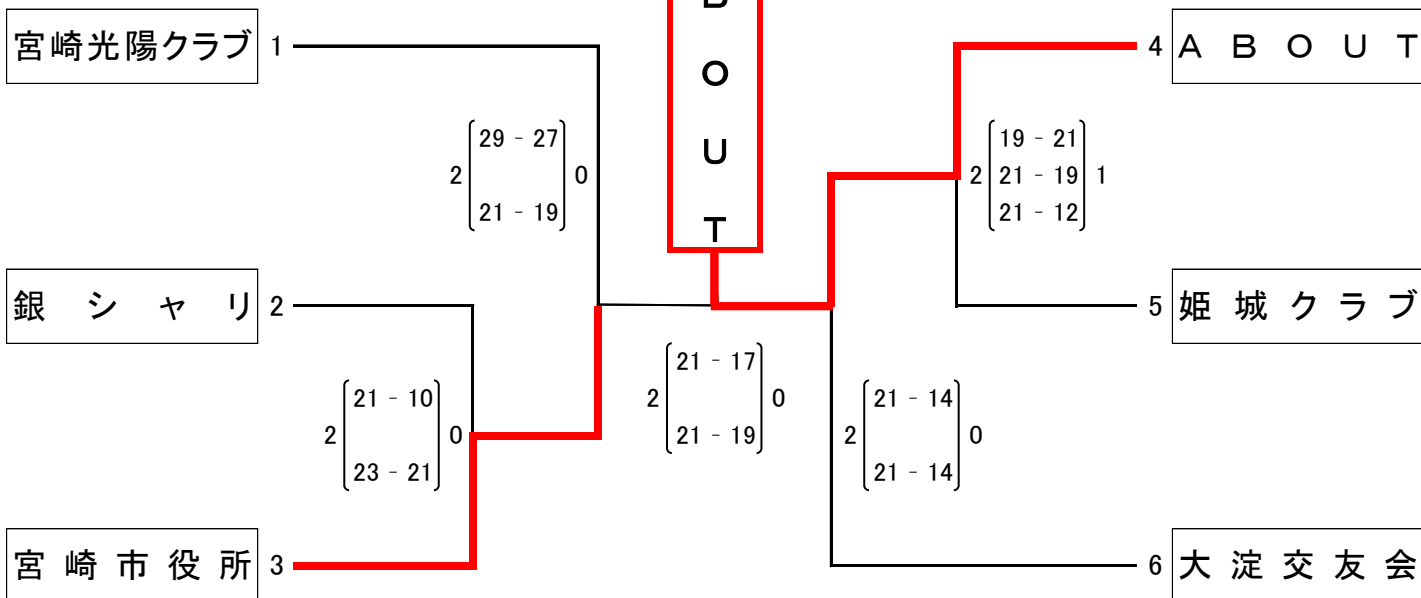 B
O
U
T
宮崎光陽クラブ 1
4 ＡＢＯＵＴ
2 29 - 27 0
21 - 19
2 19 - 21 1
21 - 19
21 - 12
銀シャリ 2
5 姫城クラブ
2 21 - 10 0
23 - 21
2 21 - 17 0
21 - 19
2 21 - 14 0
21 - 14
宮崎市役所 3
6 大淀交友会